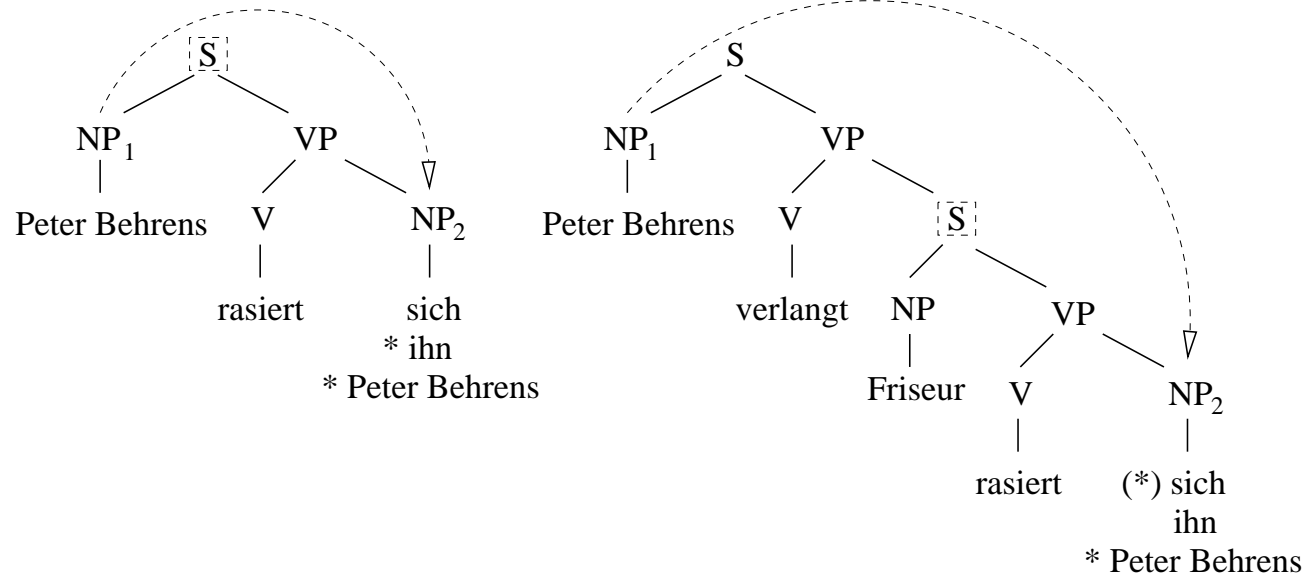 S
NP1 VP
Peter Behrens V NP2
rasiert sich
* ihn
* Peter Behrens
S
NP1 VP
Peter Behrens V S
verlangt NP VP
Friseur V NP2
rasiert (*) sich
ihn
* Peter Behrens